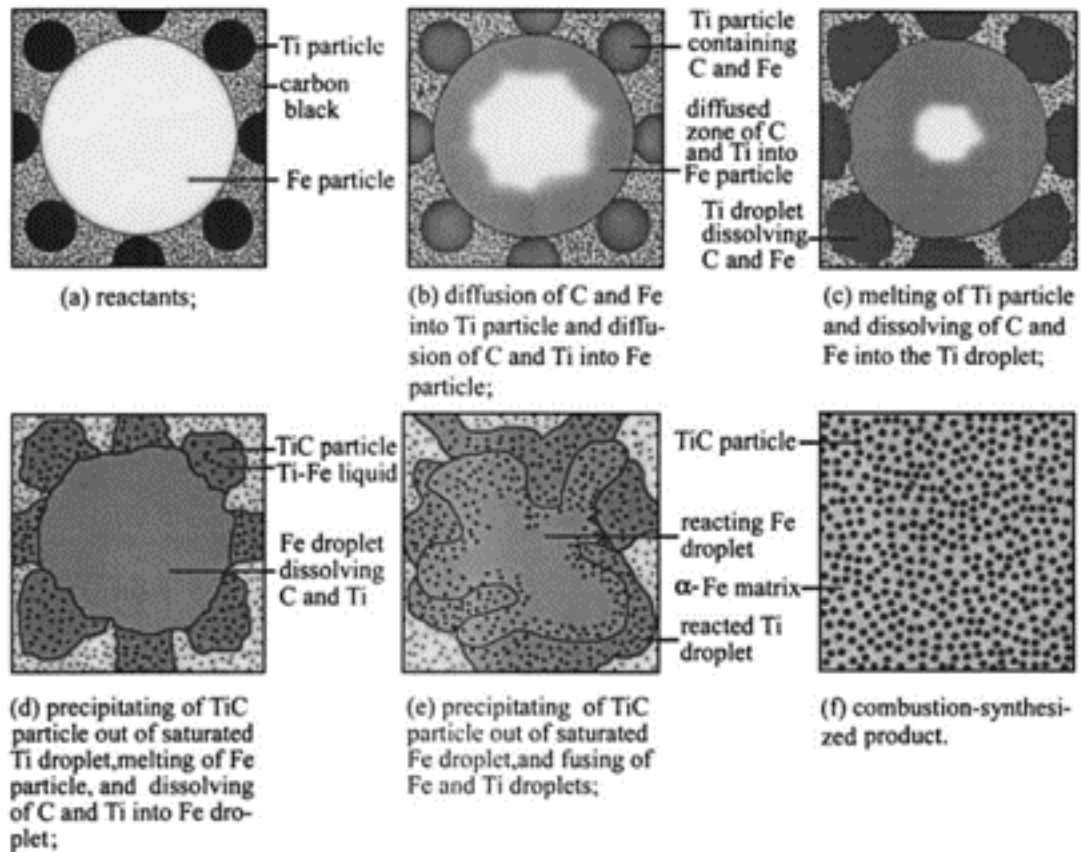 Ti particle
carbon
black
Fe particle
(a) reactants;
Ti particle
containing
C and Fe
diffused
zone of C
and Ti into
Fe particle
(b) diffusion of C and Fe
into Ti particle and diffu-
sion of C and Ti into Fe
particle;
Ti droplet
dissolving
C and Fe
(c) melting of Ti particle
and dissolving of C and
Fe into the Ti droplet;
TiC particle
Ti-Fe liquid
Fe droplet
dissolving
C and Ti
(d) precipitating of TiC
particle out of saturated
Ti droplet,melting of Fe
particle, and dissolving
of C and Ti into Fe dro-
plet;
reacting Fe
droplet
reacted Ti
droplet
(e) precipitating of TiC
particle out of saturated
Fe droplet,and fusing of
Fe and Ti droplets;
TiC particle
α-Fe matrix
(f) combustion-synthesi-
zed product.